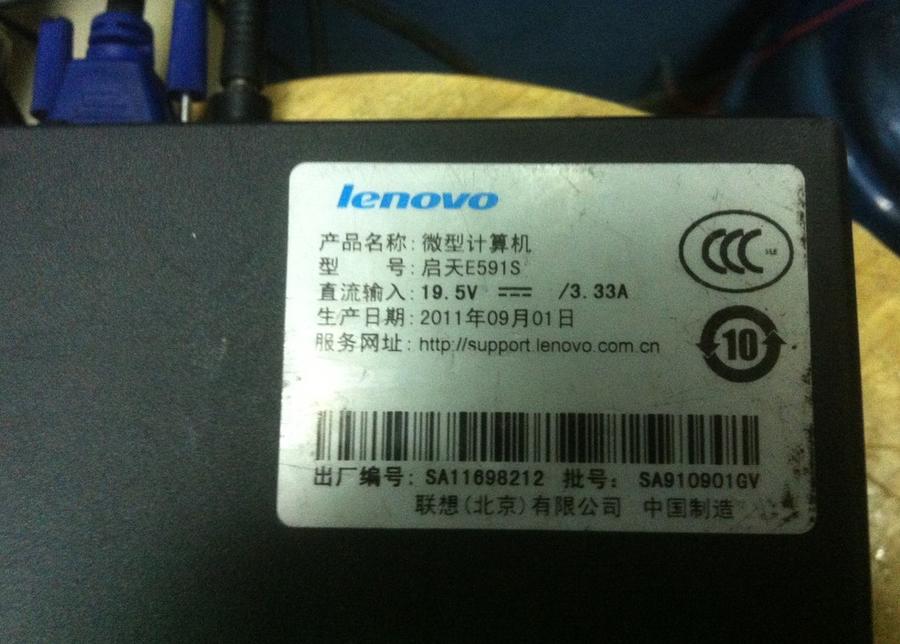 lenovo
产品名称: 微型计算机
型 号: 启天E591S
直流输入: 19.5V /3.33A
生产日期: 2011年09月01日
服务网址: http://support.lenovo.com.cn
CCC
10
出厂编号: SA11698212 批号: SA910901GV
联想(北京)有限公司 中国制造